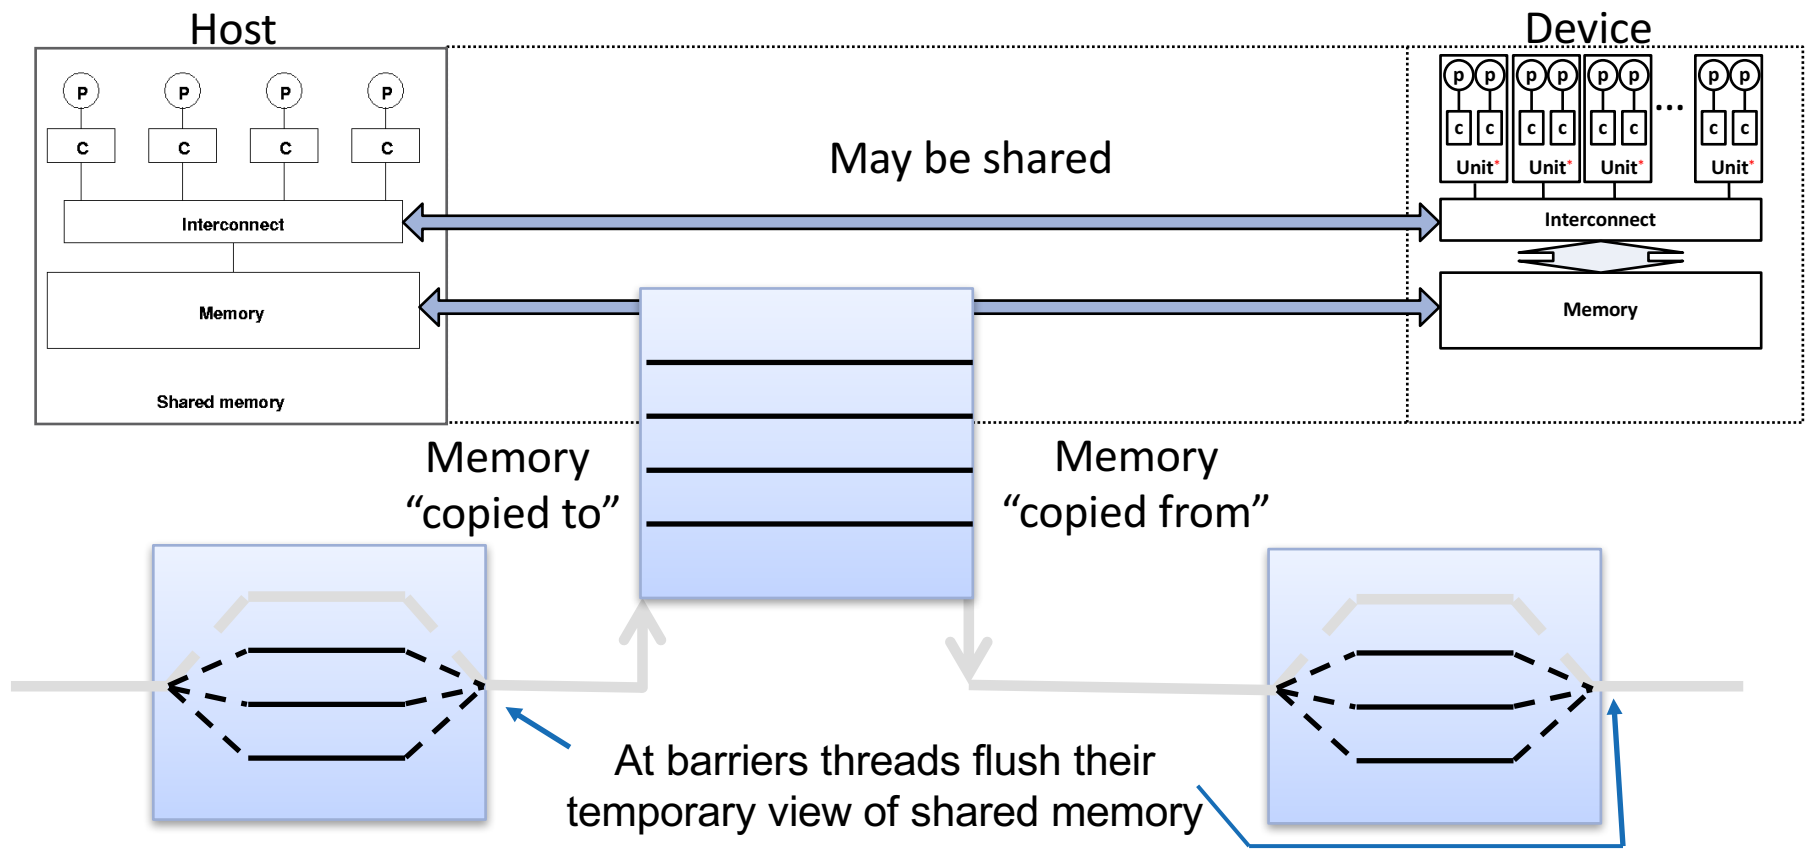 Host
Device
P P P P
C C C C
Interconnect
Memory
Shared memory
May be shared
p p p p p p ... p p
c c c c c c c c
Unit* Unit* Unit* Unit*
Interconnect
Memory
Memory
“copied to”
Memory
“copied from”
At barriers threads flush their
temporary view of shared memory